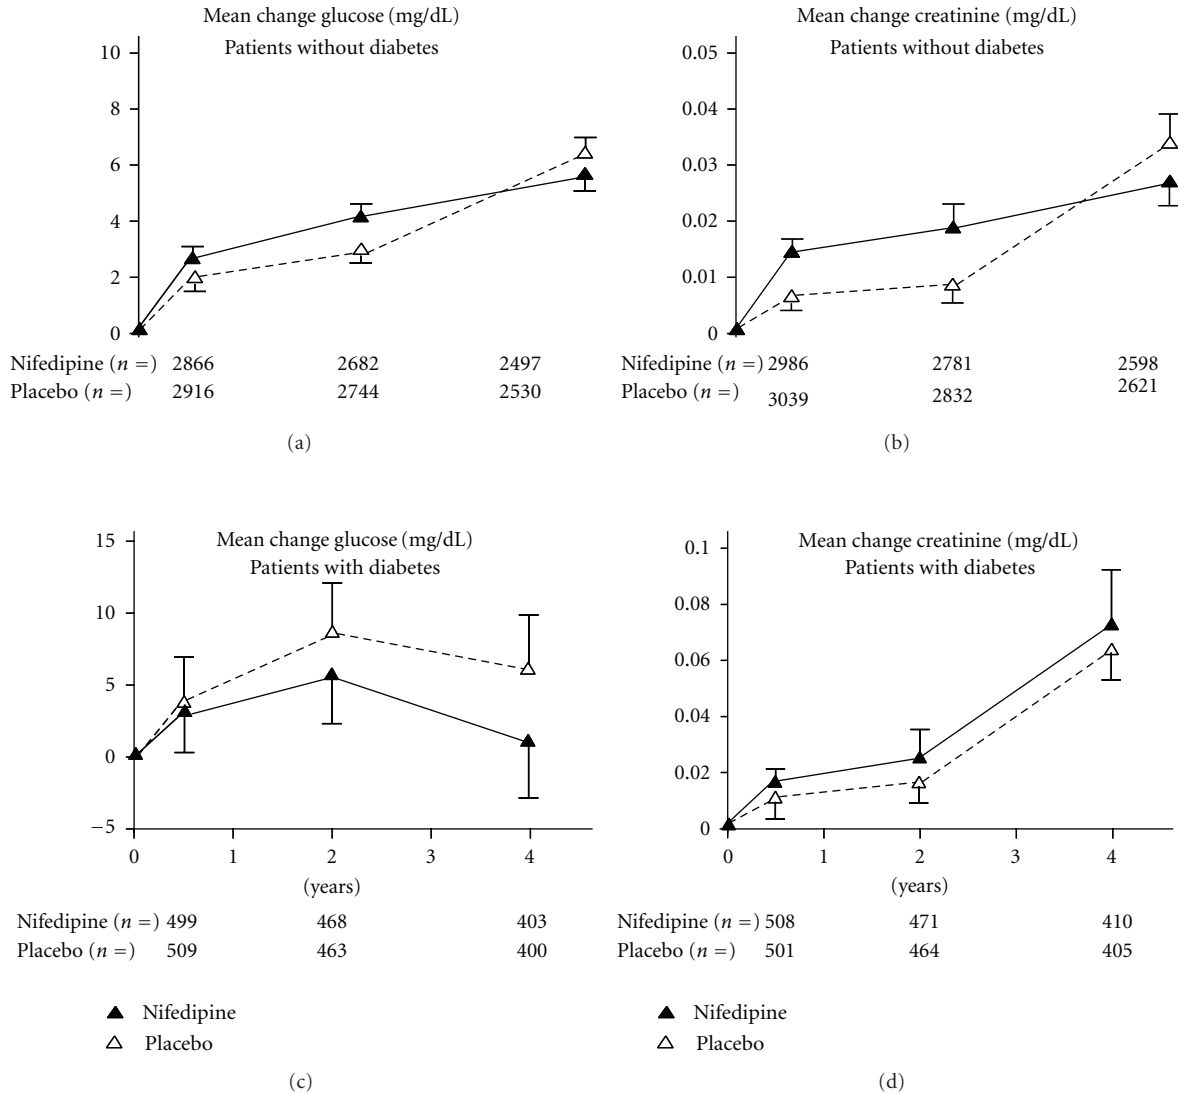 Mean change glucose (mg/dL)
Patients without diabetes
10
8
6
4
2
0
Nifedipine (n =) 2866 2682 2497
Placebo (n =) 2916 2744 2530
(a)
Mean change creatinine (mg/dL)
Patients without diabetes
0.05
0.04
0.03
0.02
0.01
0
Nifedipine (n =) 2986 2781 2598
Placebo (n =) 3039 2832 2621
(b)
Mean change glucose (mg/dL)
Patients with diabetes
15
10
5
0
−5
0 1 2 3 4
(years)
Nifedipine (n =) 499 468 403
Placebo (n =) 509 463 400
Nifedipine
Placebo
(c)
Mean change creatinine (mg/dL)
Patients with diabetes
0.1
0.08
0.06
0.04
0.02
0
0 1 2 3 4
(years)
Nifedipine (n =) 508 471 410
Placebo (n =) 501 464 405
Nifedipine
Placebo
(d)